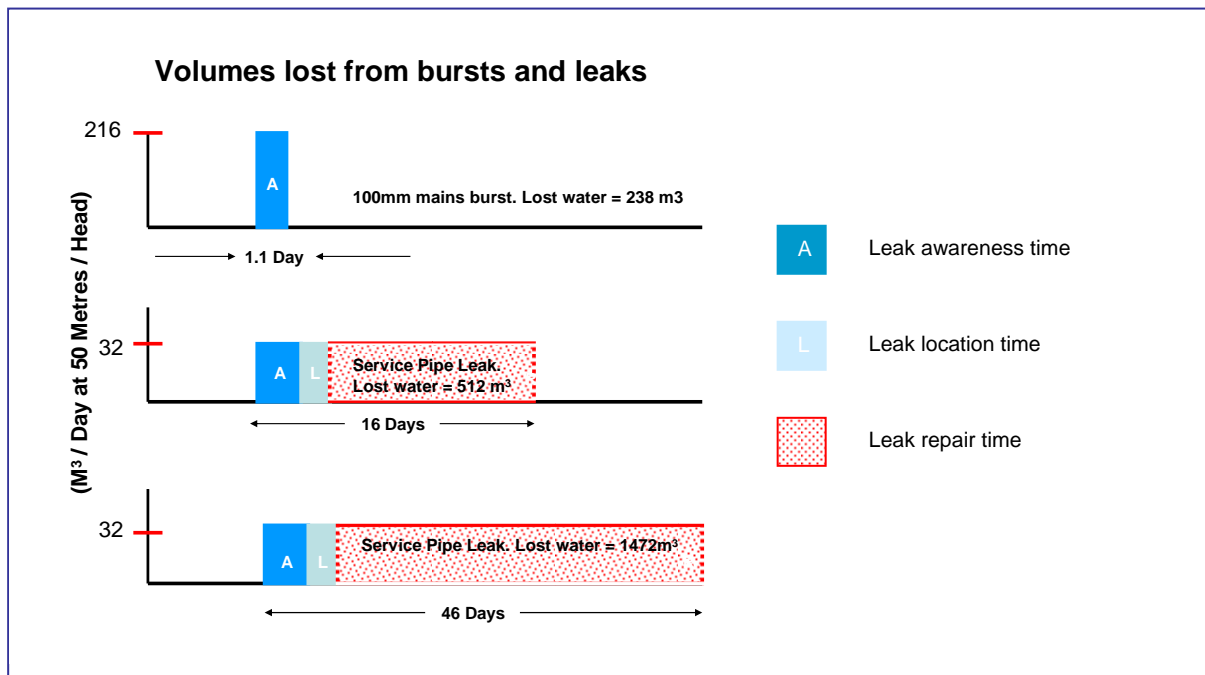 Volumes lost from bursts and leaks
(M³ / Day at 50 Metres / Head)
216
A
100mm mains burst. Lost water = 238 m3
1.1 Day
32
A
L
Service Pipe Leak.
Lost water = 512 m³
16 Days
32
A
L
Service Pipe Leak. Lost water = 1472m³
46 Days
A
Leak awareness time
L
Leak location time
Leak repair time